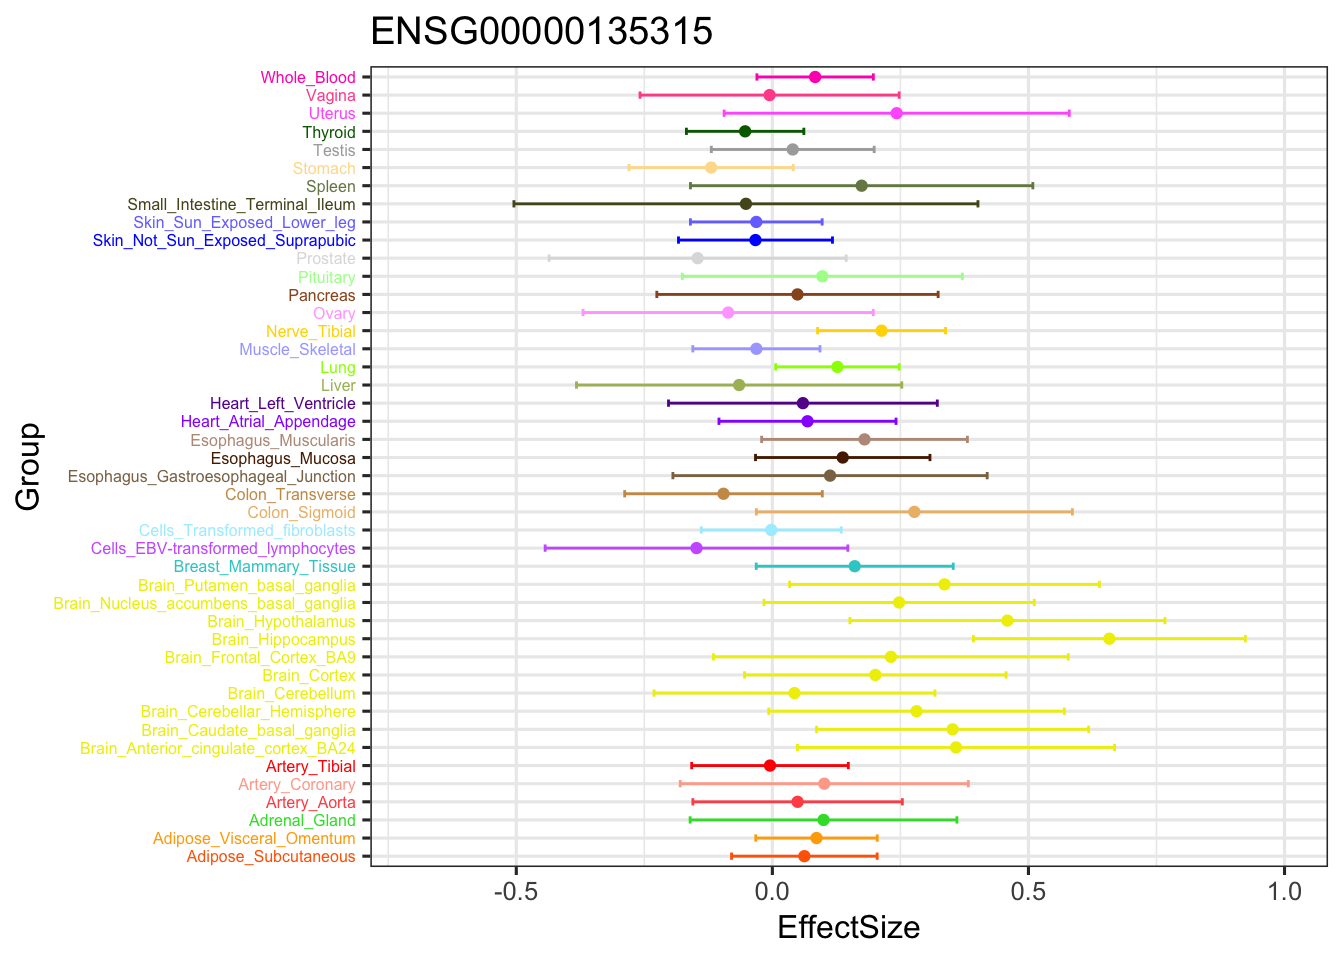 ENSG00000135315
Whole_Blood
Vagina
Uterus
Thyroid
Testis
Stomach
Spleen
Small_Intestine_Terminal_Ileum
Skin_Sun_Exposed_Lower_leg
Skin_Not_Sun_Exposed_Suprapubic
Prostate
Pituitary
Pancreas
Ovary
Nerve_Tibial
Muscle_Skeletal
Lung
Liver
Heart_Left_Ventricle
Heart_Atrial_Appendage
Esophagus_Muscularis
Esophagus_Mucosa
Esophagus_Gastroesophageal_Junction
Colon_Transverse
Colon_Sigmoid
Cells_Transformed_fibroblasts
Cells_EBV-transformed_lymphocytes
Breast_Mammary_Tissue
Brain_Putamen_basal_ganglia
Brain_Nucleus_accumbens_basal_ganglia
Brain_Hypothalamus
Brain_Hippocampus
Brain_Frontal_Cortex_BA9
Brain_Cortex
Brain_Cerebellum
Brain_Cerebellar_Hemisphere
Brain_Caudate_basal_ganglia
Brain_Anterior_cingulate_cortex_BA24
Artery_Tibial
Artery_Coronary
Artery_Aorta
Adrenal_Gland
Adipose_Visceral_Omentum
Adipose_Subcutaneous
Group
-0.5 0.0 0.5 1.0
EffectSize